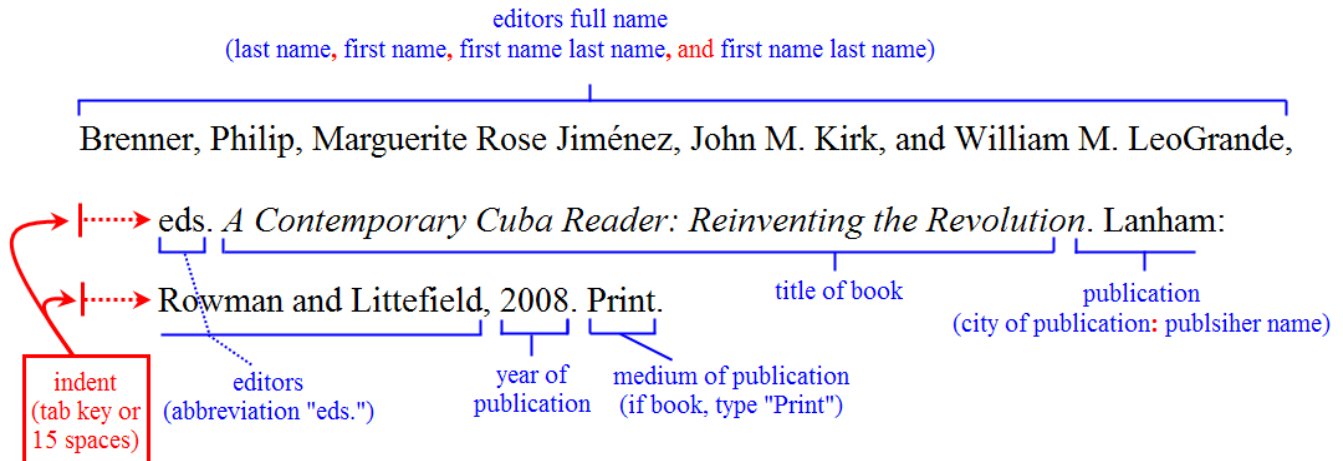 editors full name
(last name, first name, first name last name, and first name last name)
Brenner, Philip, Marguerite Rose Jiménez, John M. Kirk, and William M. LeoGrande,
eds. A Contemporary Cuba Reader: Reinventing the Revolution. Lanham:
title of book
publication
(city of publication: publsiher name)
Rowman and Littefield, 2008. Print.
indent
(tab key or
15 spaces)
editors
(abbreviation "eds.")
year of
publication
medium of publication
(if book, type "Print")